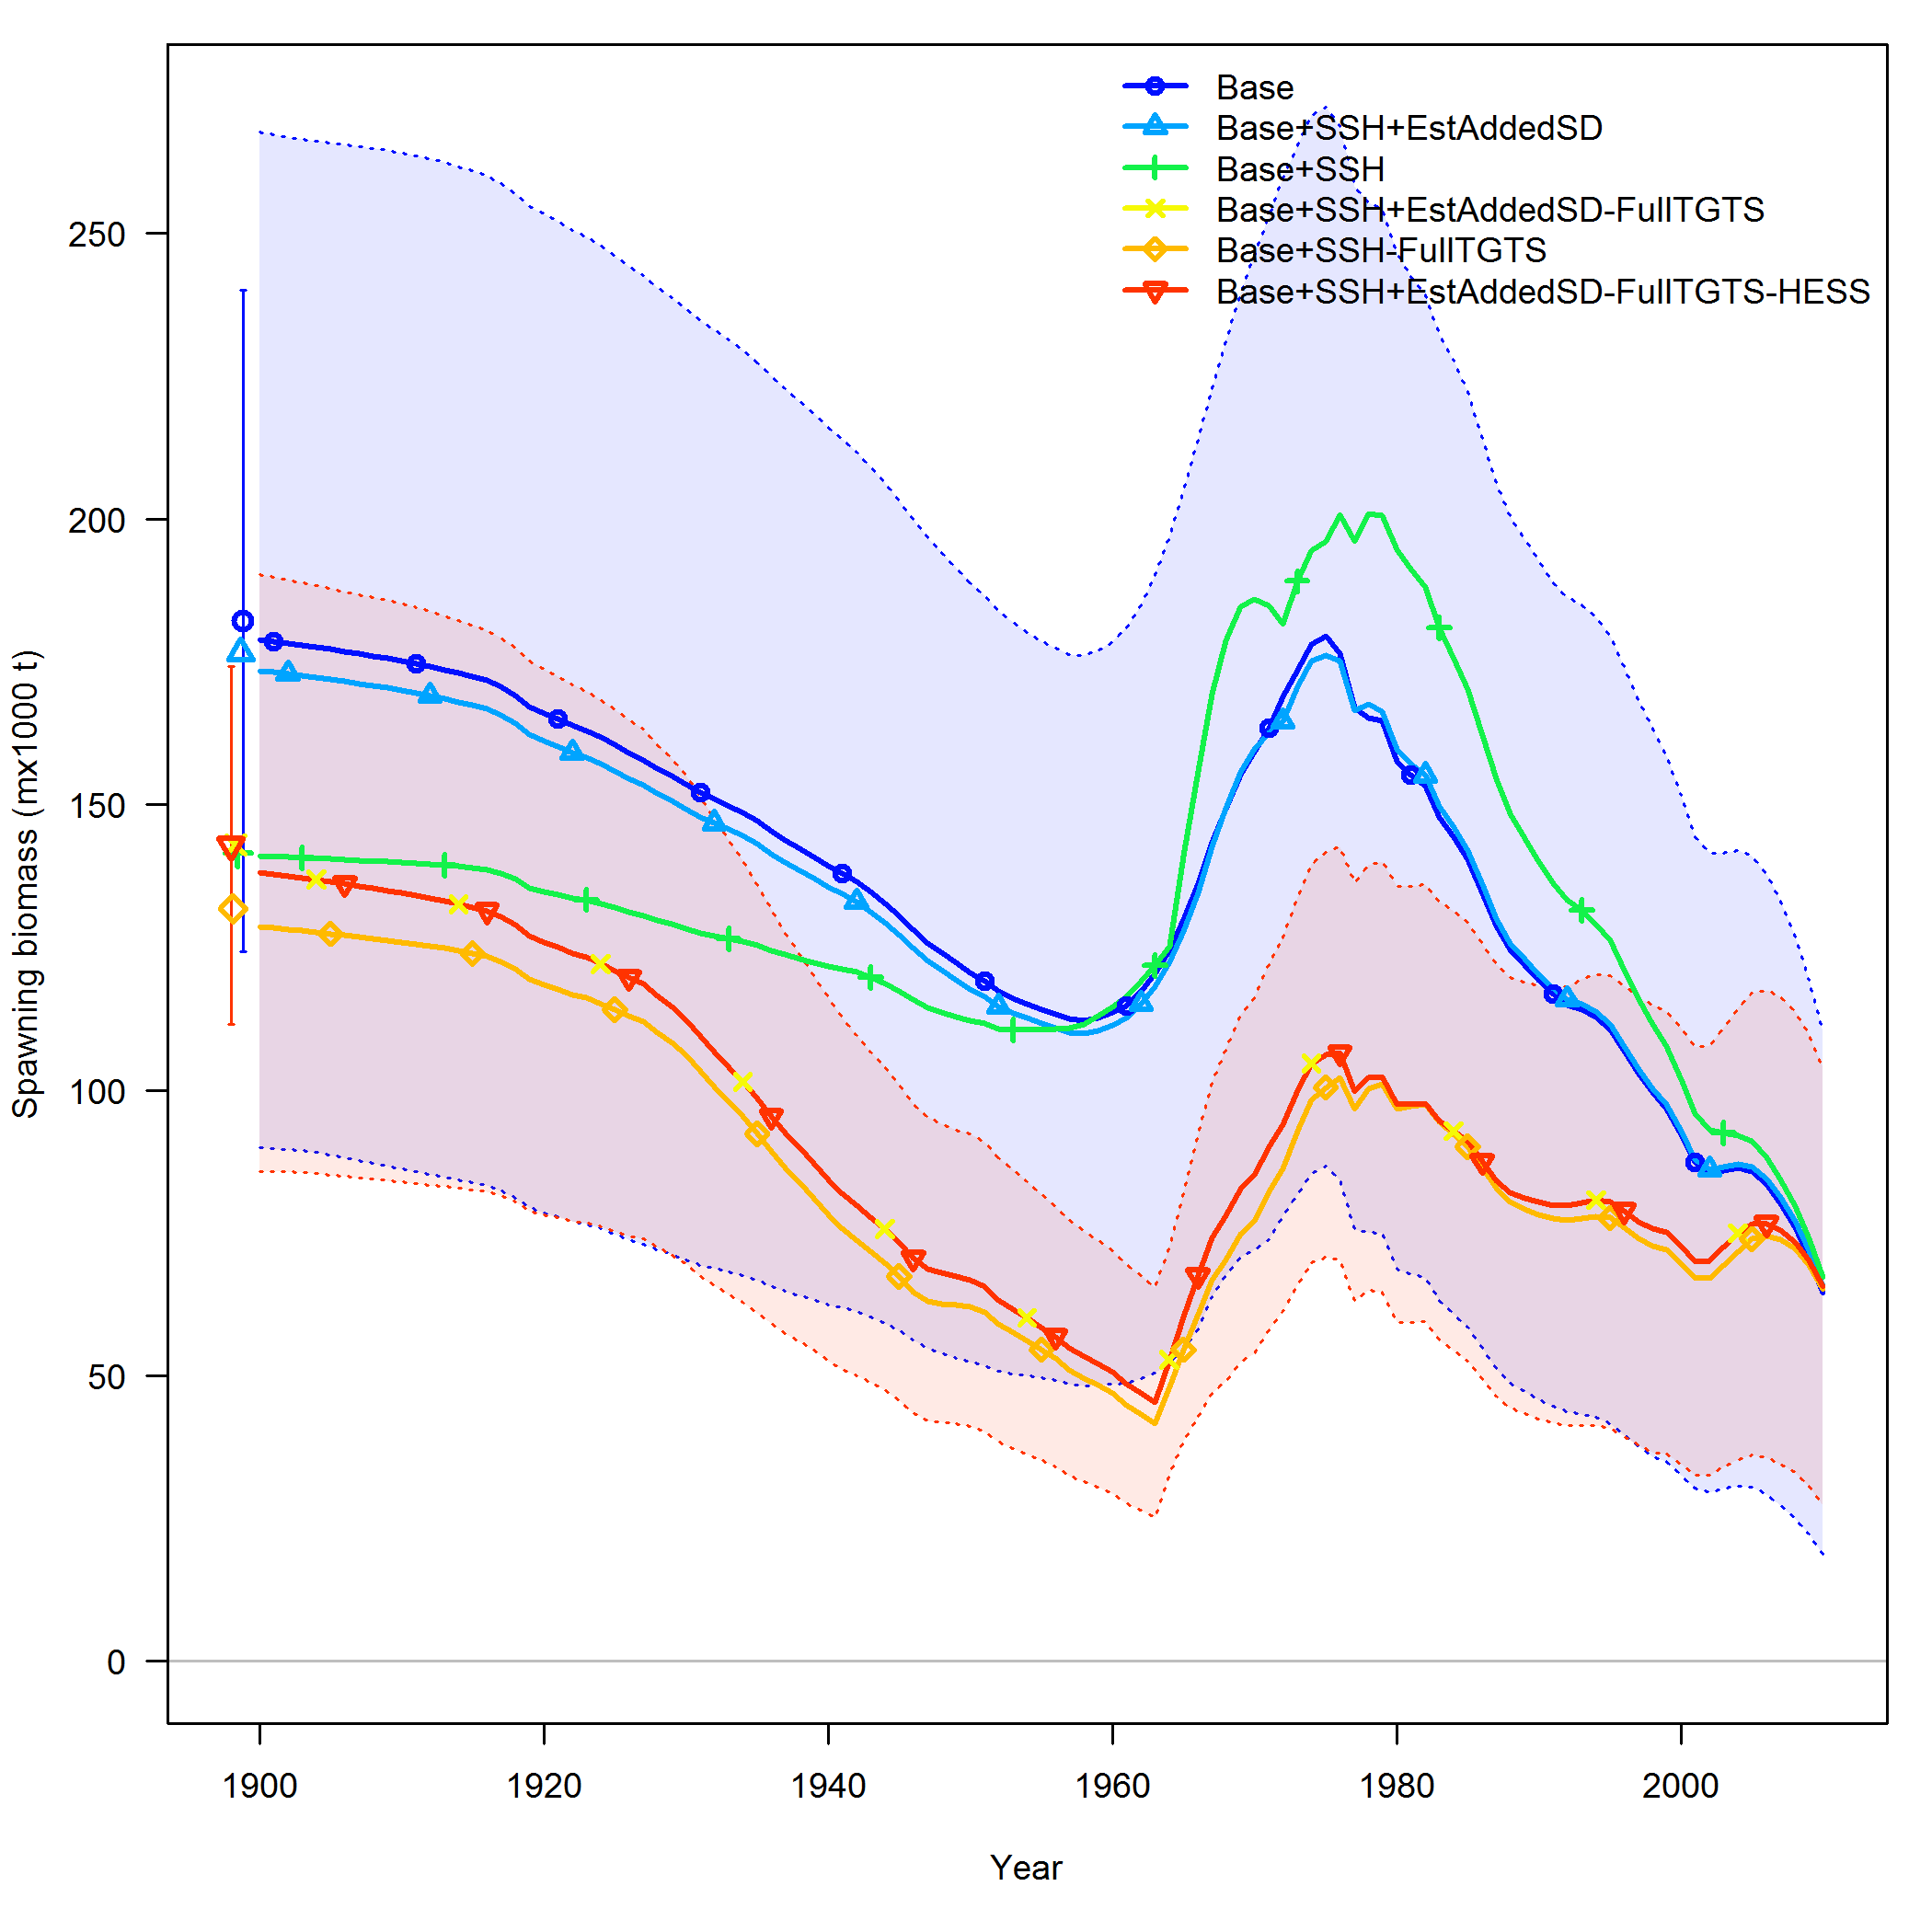 Base
Base+SSH+EstAddedSD
Base+SSH
Base+SSH+EstAddedSD-FullTGTS
Base+SSH-FullTGTS
Base+SSH+EstAddedSD-FullTGTS-HESS
Spawning biomass (mx1000 t)
250
200
150
100
50
0
1900 1920 1940 1960 1980 2000
Year